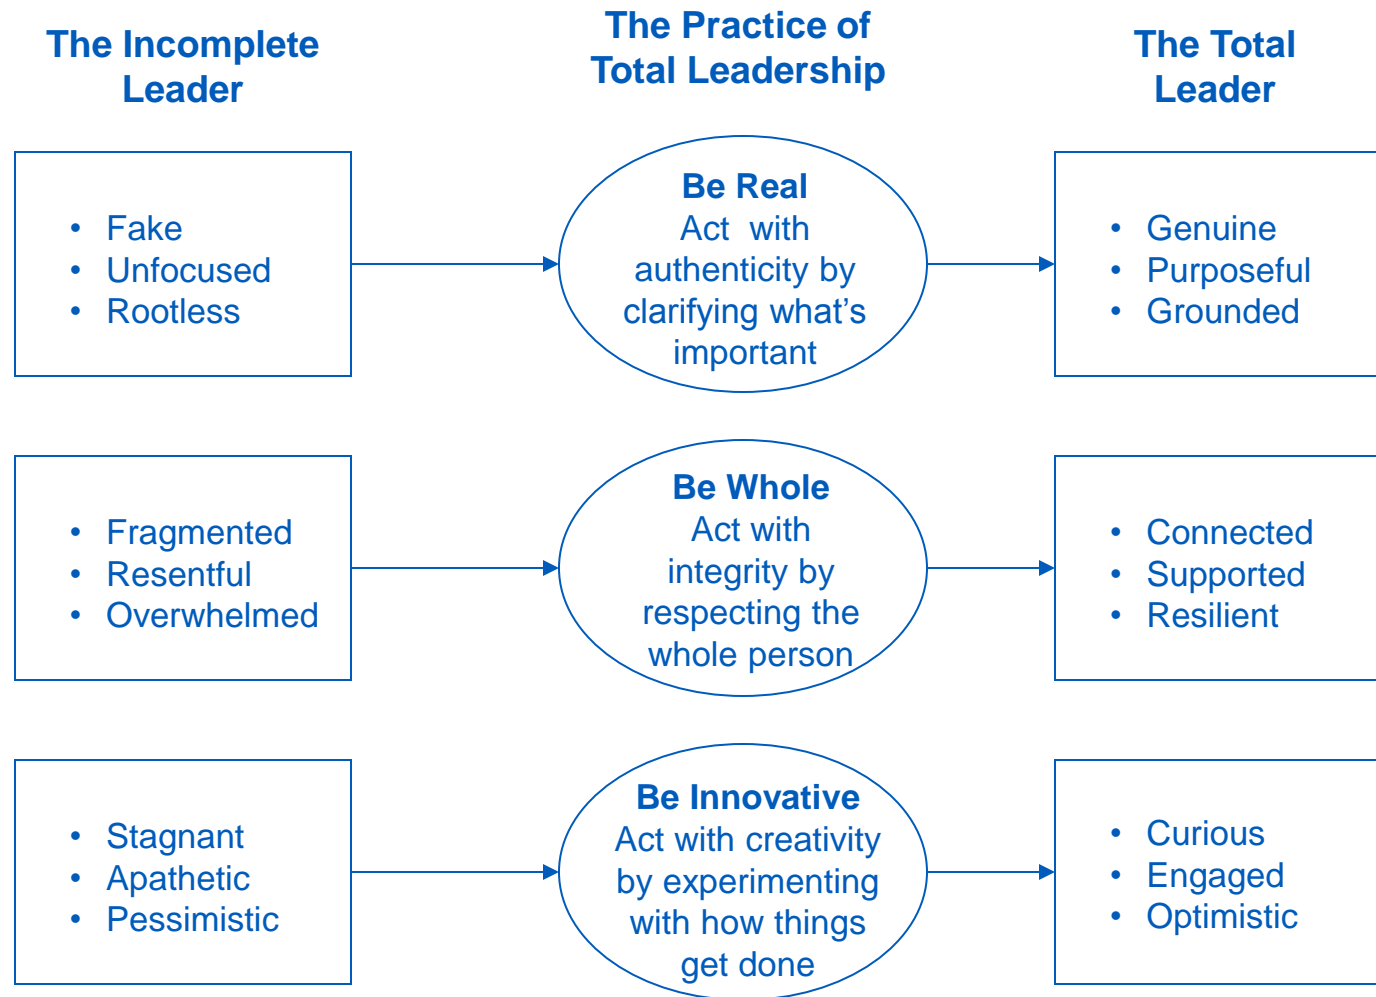 The Incomplete
Leader
The Practice of
Total Leadership
The Total
Leader
• Fake
• Unfocused
• Rootless
Be Real
Act  with
authenticity by
clarifying what’s
important
• Genuine
• Purposeful
• Grounded
• Fragmented
• Resentful
• Overwhelmed
Be Whole
Act with
integrity by
respecting the
whole person
• Connected
• Supported
• Resilient
• Stagnant
• Apathetic
• Pessimistic
Be Innovative
Act with creativity
by experimenting
with how things
get done
• Curious
• Engaged
• Optimistic